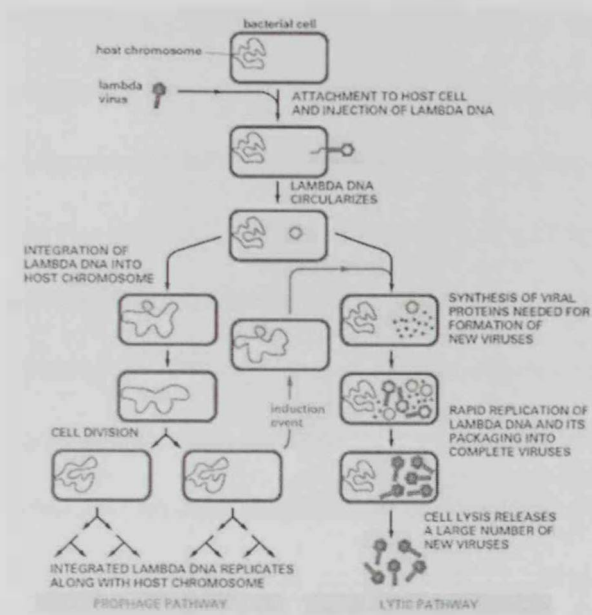 bacterial cell
host chromosome
lambda
virus
ATTACHMENT TO HOST CELL
AND INJECTION OF LAMBDA DNA
LAMBDA DNA
CIRCULARIZES
INTEGRATION OF
LAMBDA DNA INTO
HOST CHROMOSOME
SYNTHESIS OF VIRAL
PROTEINS NEEDED FOR
FORMATION OF
NEW VIRUSES
induction
event
RAPID REPLICATION OF
LAMBDA DNA AND ITS
PACKAGING INTO
COMPLETE VIRUSES
CELL DIVISION
CELL LYSIS RELEASES
A LARGE NUMBER OF
NEW VIRUSES
INTEGRATED LAMBDA DNA REPLICATES
ALONG WITH HOST CHROMOSOME
PROPHAGE PATHWAY
LYTIC PATHWAY